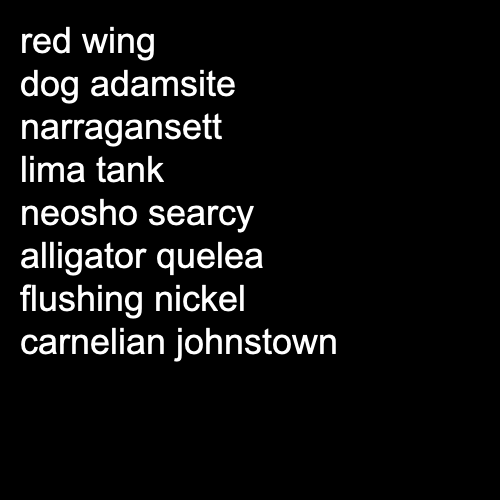 red wing
dog adamsite
narragansett
lima tank
neosho searcy
alligator quelea
flushing nickel
carnelian johnstown